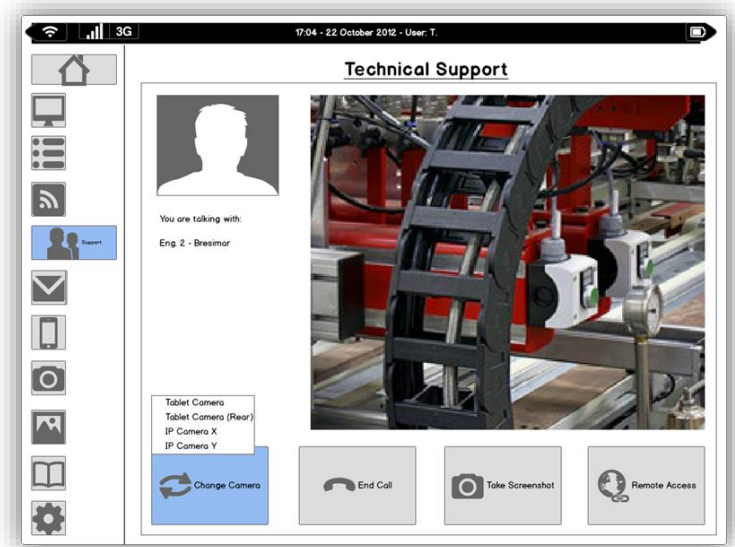 3G
17:04 - 22 October 2012 - User: T.
Technical Support
Support
You are talking with:
Eng. 2 - Bresimar
Tablet Camera
Tablet Camera (Rear)
IP Camera X
IP Camera Y
Change Camera
End Call
Take Screenshot
Remote Access